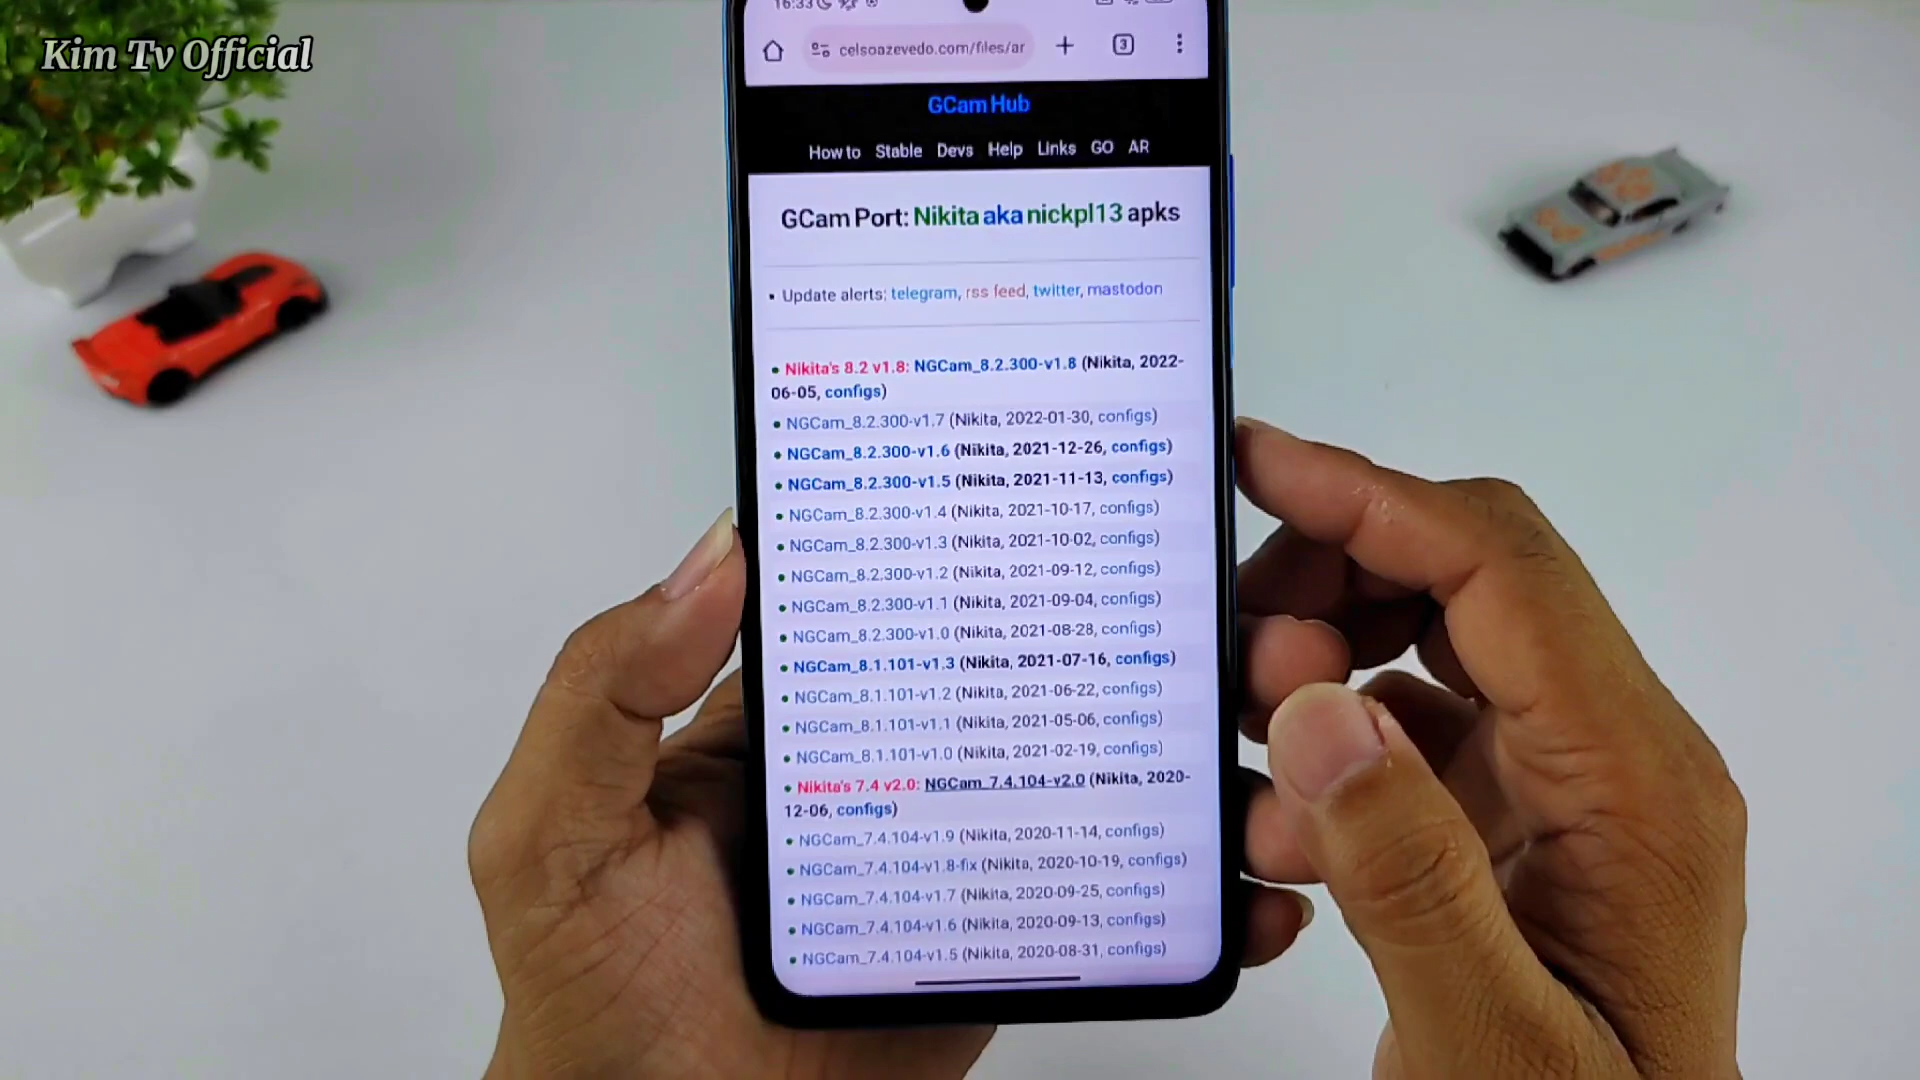 Kim Tv Official
16:33
celsoazevedo.com/files/ar
3
GCam Hub
How to Stable Devs Help Links GO AR
GCam Port: Nikita aka nickpl13 apks
Update alerts: telegram, rss feed, twitter, mastodon
Nikita's 8.2 v1.8: NGCam_8.2.300-v1.8 (Nikita, 2022-
06-05, configs)
NGCam_8.2.300-v1.7 (Nikita, 2022-01-30, configs)
NGCam_8.2.300-v1.6 (Nikita, 2021-12-26, configs)
NGCam_8.2.300-v1.5 (Nikita, 2021-11-13, configs)
NGCam_8.2.300-v1.4 (Nikita, 2021-10-17, configs)
NGCam_8.2.300-v1.3 (Nikita, 2021-10-02, configs)
NGCam_8.2.300-v1.2 (Nikita, 2021-09-12, configs)
NGCam_8.2.300-v1.1 (Nikita, 2021-09-04, configs)
NGCam_8.2.300-v1.0 (Nikita, 2021-08-28, configs)
NGCam_8.1.101-v1.3 (Nikita, 2021-07-16, configs)
NGCam_8.1.101-v1.2 (Nikita, 2021-06-22, configs)
NGCam_8.1.101-v1.1 (Nikita, 2021-05-06, configs)
NGCam_8.1.101-v1.0 (Nikita, 2021-02-19, configs)
Nikita's 7.4 v2.0: NGCam_7.4.104-v2.0 (Nikita, 2020-
12-06, configs)
NGCam_7.4.104-v1.9 (Nikita, 2020-11-14, configs)
NGCam_7.4.104-v1.8-fix (Nikita, 2020-10-19, configs)
NGCam_7.4.104-v1.7 (Nikita, 2020-09-25, configs)
NGCam_7.4.104-v1.6 (Nikita, 2020-09-13, configs)
NGCam_7.4.104-v1.5 (Nikita, 2020-08-31, configs)